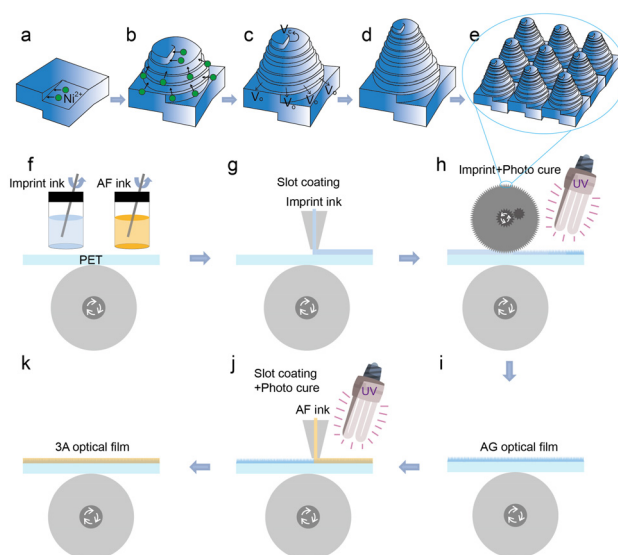 a
b
c
d
e
Ni²⁺
Vc
Vo Vo Vo Vo
f
g
h
Imprint ink
AF ink
PET
Slot coating
Imprint ink
Imprint+Photo cure
UV
k
j
i
3A optical film
Slot coating
+Photo cure
AF ink
UV
AG optical film